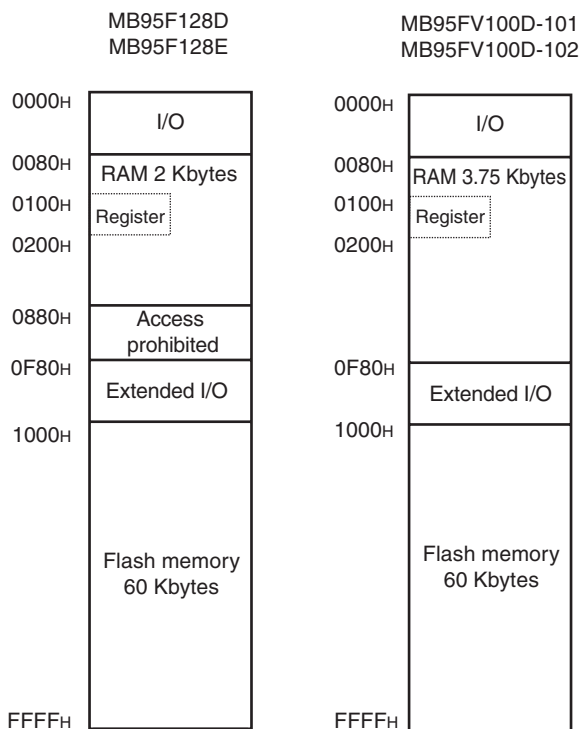 MB95F128D
MB95F128E
0000H
I/O
0080H
RAM 2 Kbytes
0100H
Register
0200H
0880H
Access
prohibited
0F80H
Extended I/O
1000H
Flash memory
60 Kbytes
FFFFH
MB95FV100D-101
MB95FV100D-102
0000H
I/O
0080H
RAM 3.75 Kbytes
0100H
Register
0200H
0F80H
Extended I/O
1000H
Flash memory
60 Kbytes
FFFFH